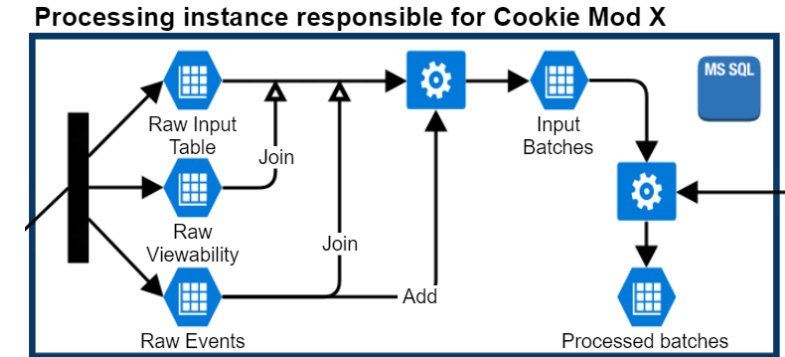 Processing instance responsible for Cookie Mod X
MS SQL
Raw Input
Table
Join
Input
Batches
Raw
Viewability
Join
Add
Raw Events
Processed batches